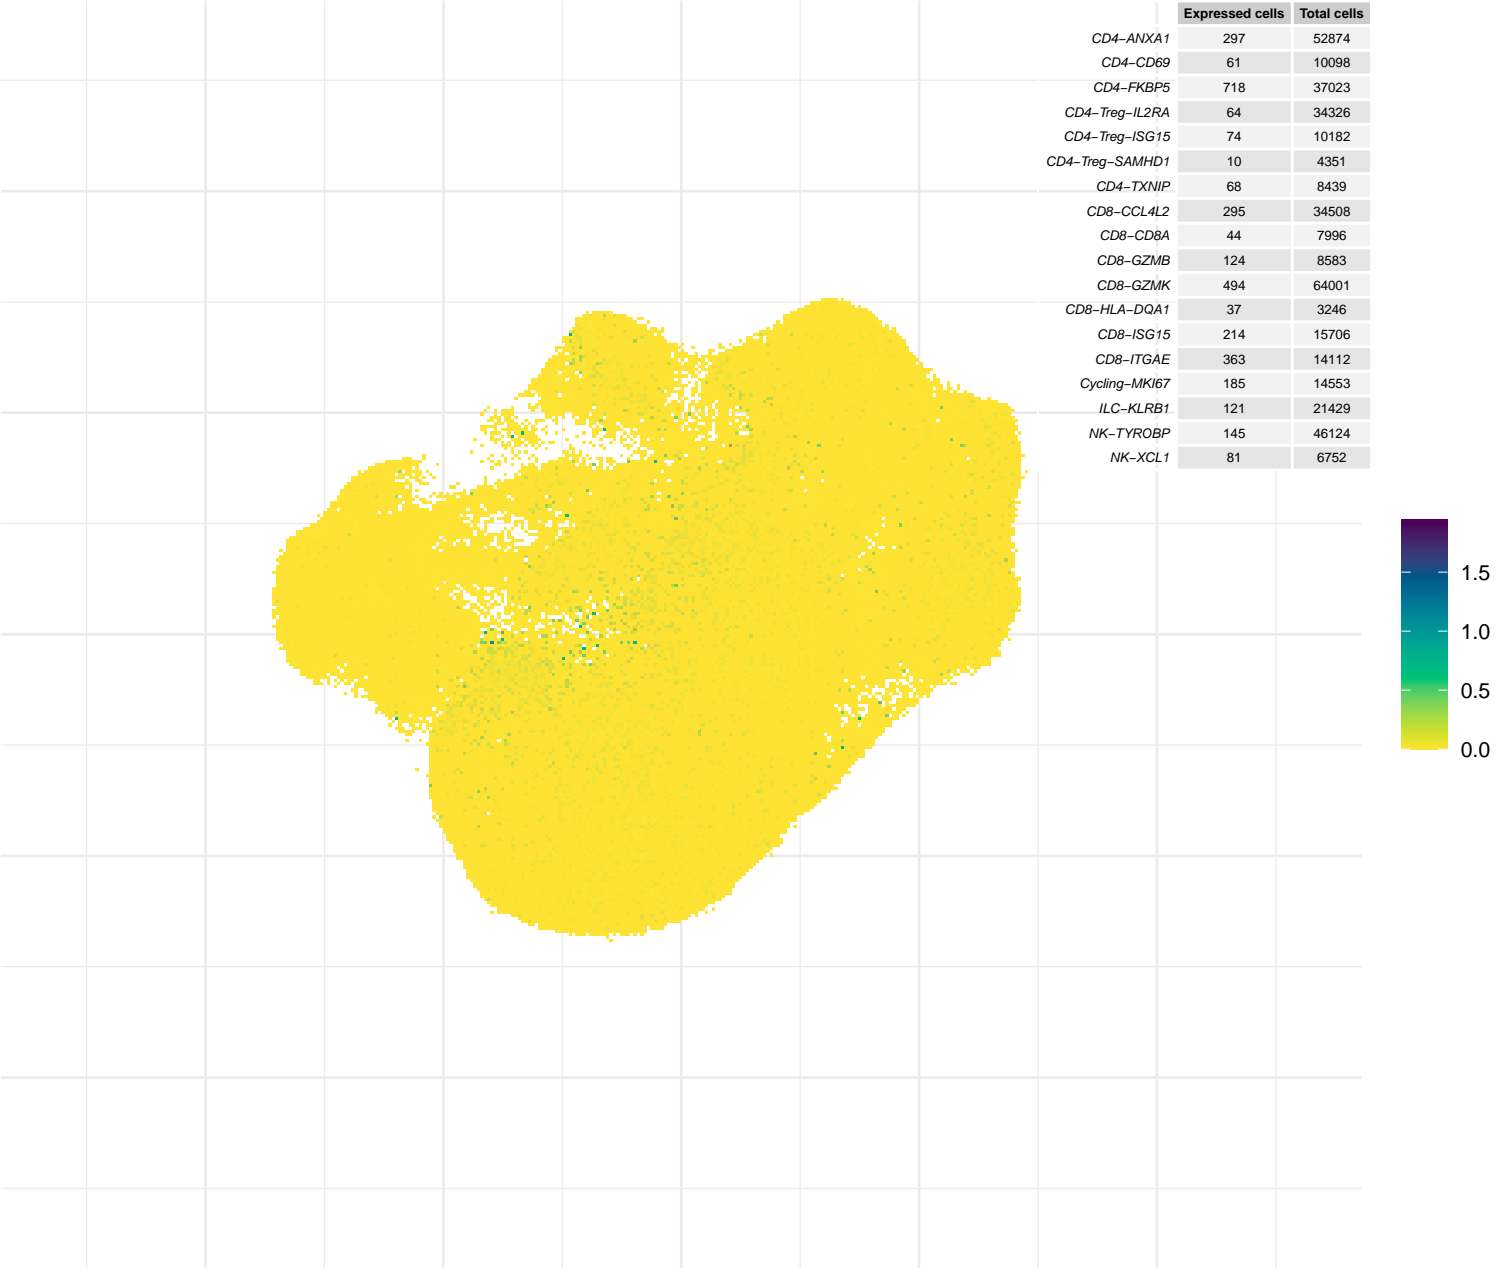 Expressed cells Total cells
CD4−ANXA1 297 52874
CD4−CD69 61 10098
CD4−FKBP5 718 37023
CD4−Treg−IL2RA 64 34326
CD4−Treg−ISG15 74 10182
CD4−Treg−SAMHD1 10 4351
CD4−TXNIP 68 8439
CD8−CCL4L2 295 34508
CD8−CD8A 44 7996
CD8−GZMB 124 8583
CD8−GZMK 494 64001
CD8−HLA−DQA1 37 3246
CD8−ISG15 214 15706
CD8−ITGAE 363 14112
Cycling−MKI67 185 14553
ILC−KLRB1 121 21429
NK−TYROBP 145 46124
NK−XCL1 81 6752
1.5
1.0
0.5
0.0